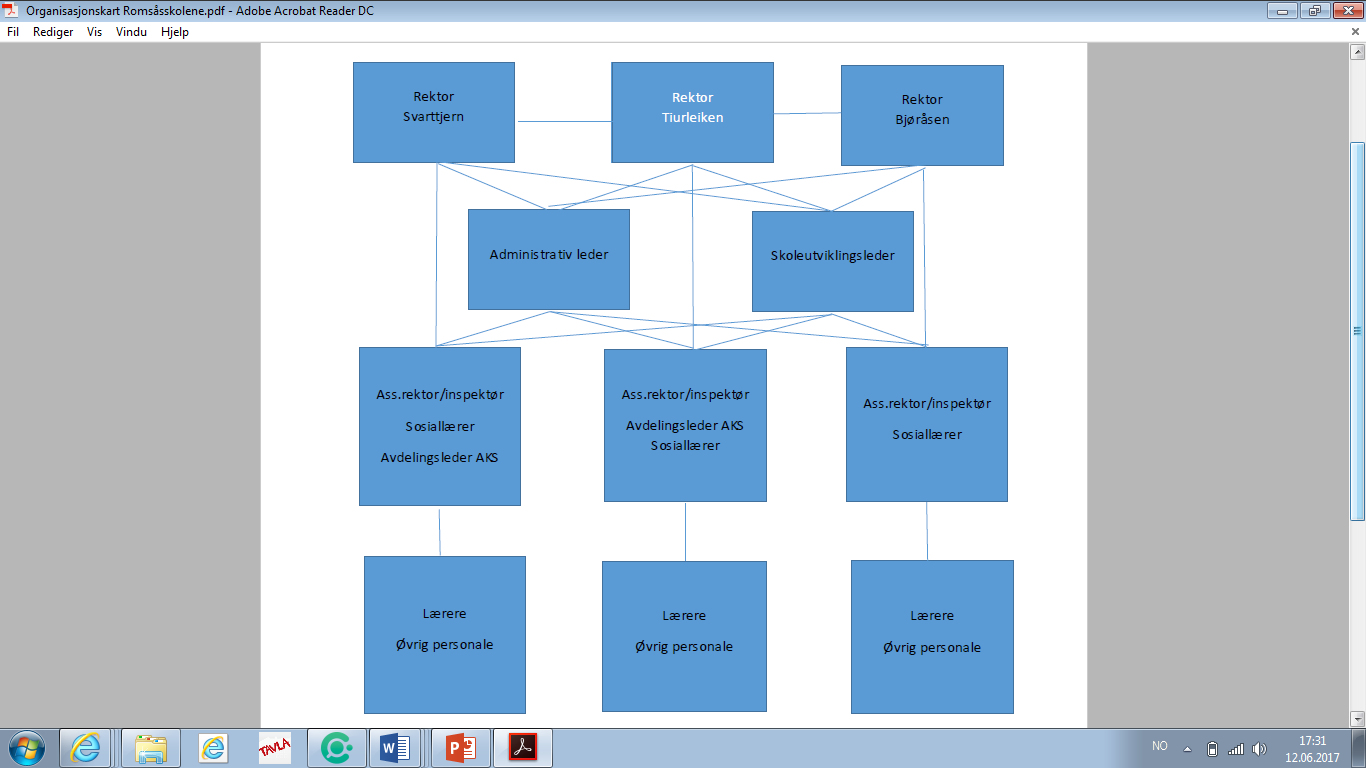 Organisasjonskart Romsåsskolene.pdf - Adobe Acrobat Reader DC
Fil Rediger Vis Vindu Hjelp
Rektor
Svarttjern
Rektor
Tiurleiken
Rektor
Bjøråsen
Administrativ leder
Skoleutviklingsleder
Ass.rektor/inspektør
Sosiallærer
Avdelingsleder AKS
Ass.rektor/inspektør
Avdelingsleder AKS
Sosiallærer
Ass.rektor/inspektør
Sosiallærer
Lærere
Øvrig personale
Lærere
Øvrig personale
Lærere
Øvrig personale
TAVLA
NO
17:31
12.06.2017